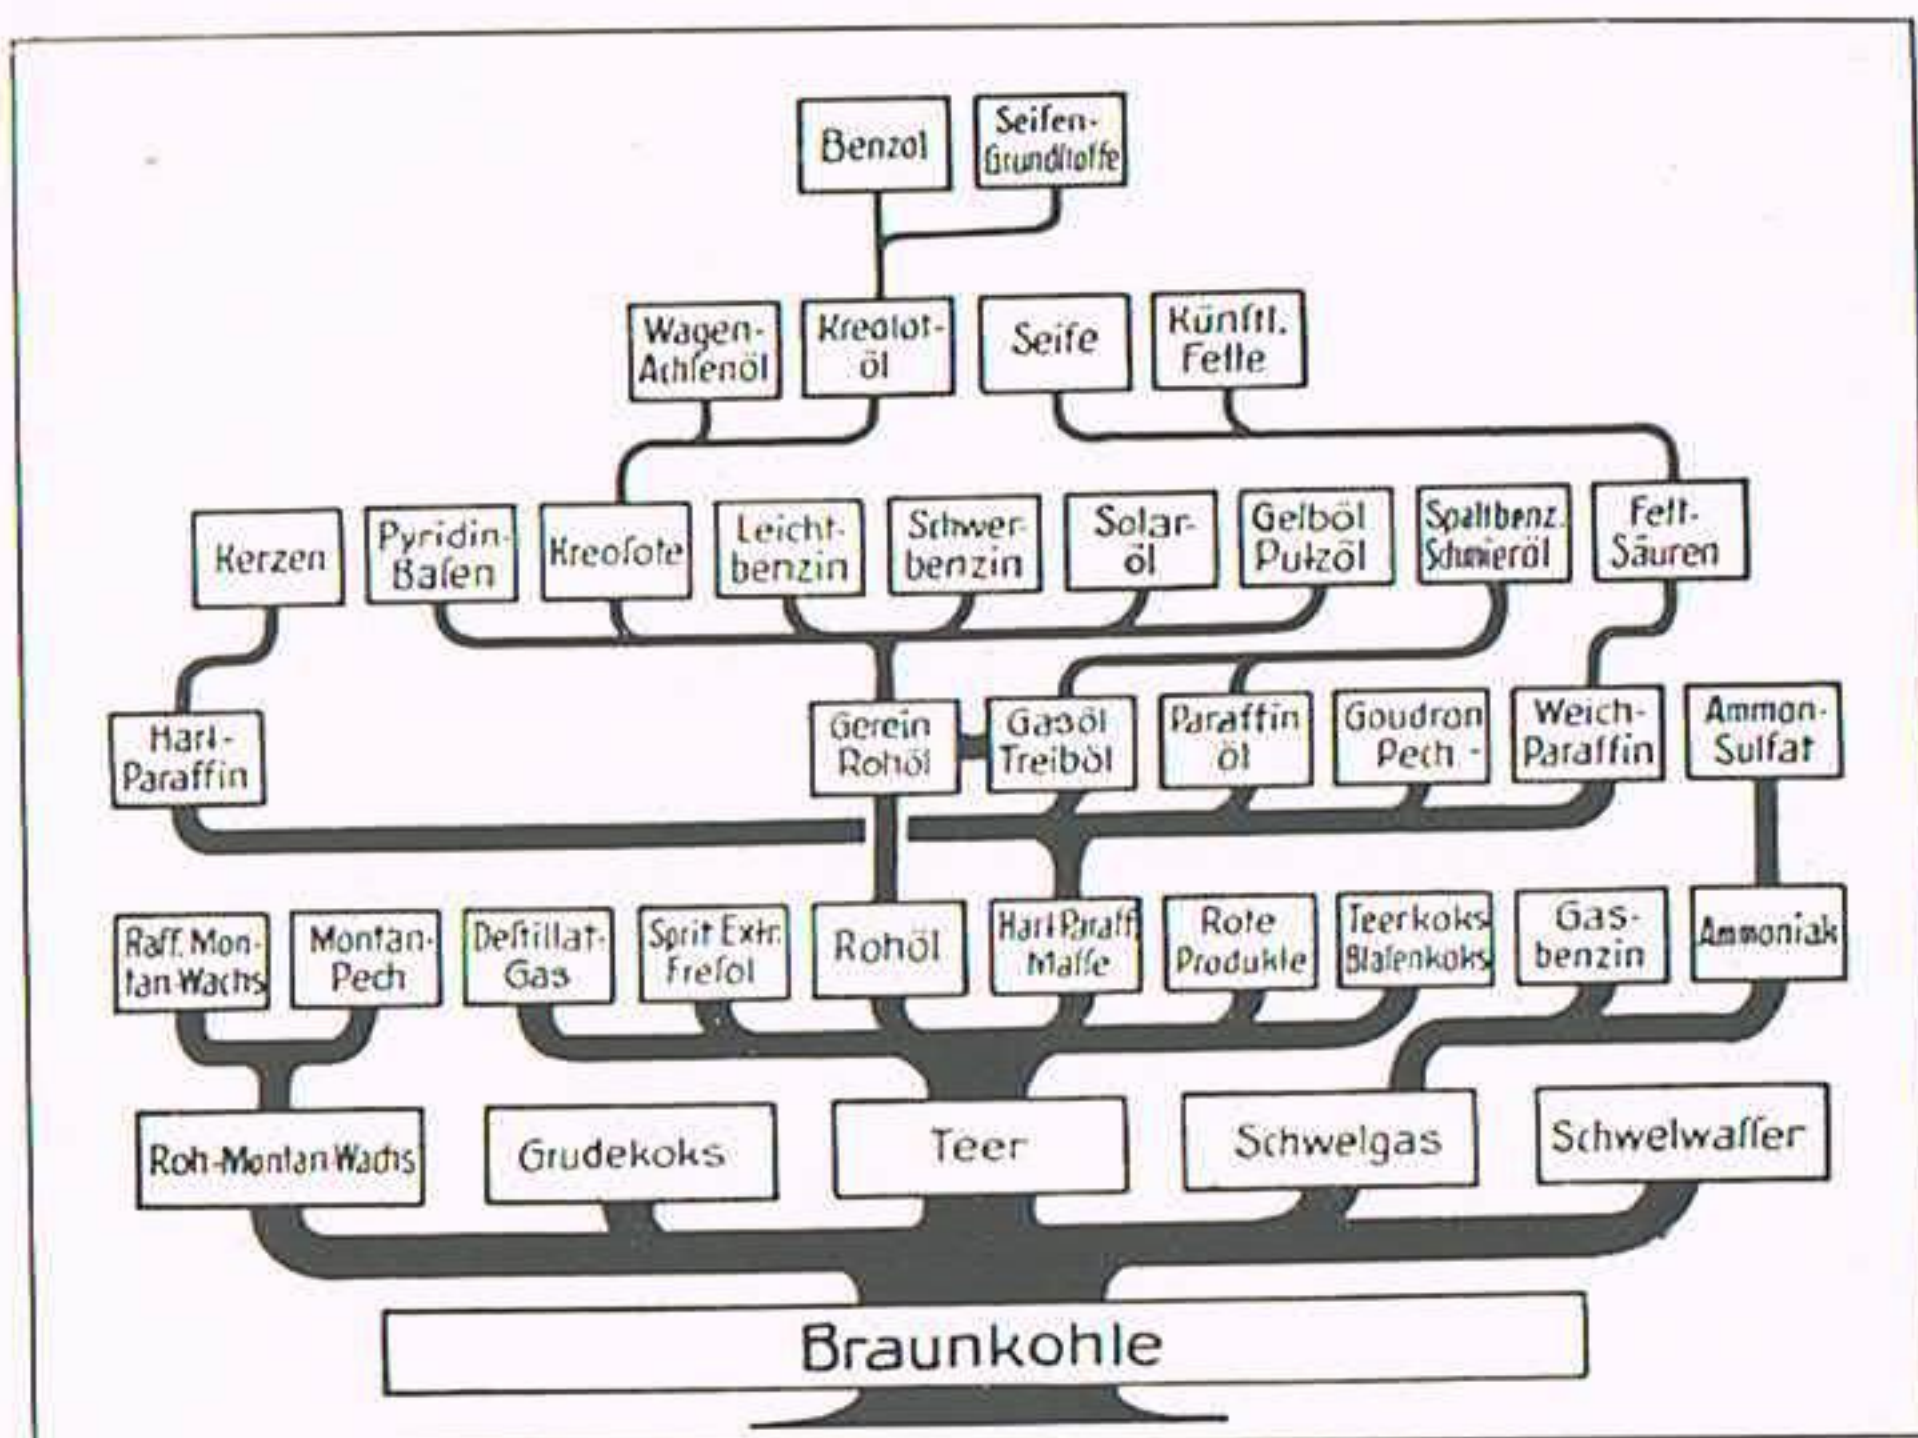 Benzol
Seifen-
Grundſtoffe
Wagen-
Achſenöl
Kreoſot-
öl
Seife
Künſtl.
Fette
Kerzen
Pyridin-
Baſen
Kreoſote
Leicht-
benzin
Schwer-
benzin
Solar-
öl
Gelböl
Putzöl
Spaltbenz.
Schmieröl
Fett-
Säuren
Hart-
Paraffin
Gerein
Rohöl
Gasöl
Treiböl
Paraffin
öl
Goudron
Pech -
Weich-
Paraffin
Ammon-
Sulfat
Raff. Mon-
tan-Wachs
Montan-
Pech
Deſtillat-
Gas
Sprit Extr.
Freſol
Rohöl
Hart Paraff.
Maſſe
Rote
Produkte
Teerkoks
Blaſenkoks
Gas-
benzin
Ammoniak
Roh-Montan-Wachs
Grudekoks
Teer
Schwelgas
Schwelwaſſer
Braunkohle